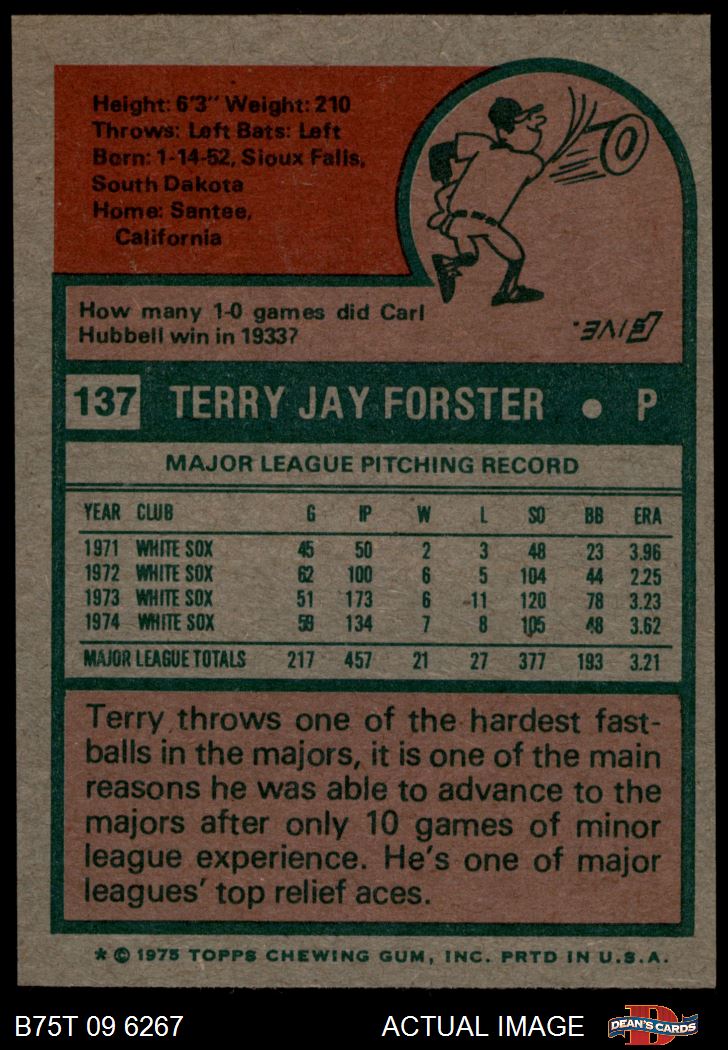 Height: 6'3" Weight: 210
Throws: Left Bats: Left
Born: 1-14-52, Sioux Falls,
South Dakota
Home: Santee,
California
0
How many 1-0 games did Carl
Hubbell win in 1933?
FIVE.
137 TERRY JAY FORSTER • P
MAJOR LEAGUE PITCHING RECORD
YEAR CLUB G IP W L SO BB ERA
1971 WHITE SOX 45 50 2 3 48 23 3.96
1972 WHITE SOX 62 100 6 5 104 44 2.25
1973 WHITE SOX 51 173 6 11 120 78 3.23
1974 WHITE SOX 59 134 7 8 105 48 3.62
MAJOR LEAGUE TOTALS 217 457 21 27 377 193 3.21
Terry throws one of the hardest fast-
balls in the majors, it is one of the main
reasons he was able to advance to the
majors after only 10 games of minor
league experience. He's one of major
leagues' top relief aces.
* © 1975 TOPPS CHEWING GUM, INC. PRTD IN U.S.A.
B75T 09 6267 ACTUAL IMAGE D DEAN'S CARDS